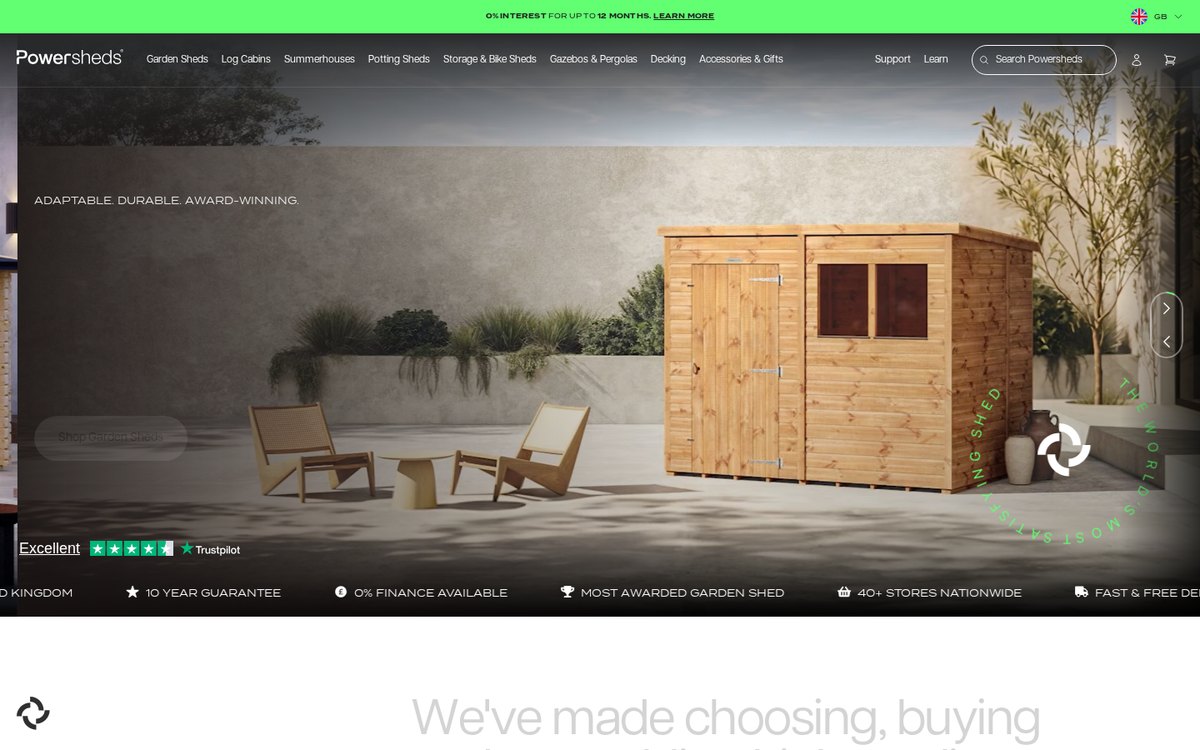 0% INTEREST FOR UP TO 12 MONTHS. LEARN MORE
GB
Powersheds®
Garden Sheds
Log Cabins
Summerhouses
Potting Sheds
Storage & Bike Sheds
Gazebos & Pergolas
Decking
Accessories & Gifts
Support
Learn
Search Powersheds
ADAPTABLE. DURABLE. AWARD-WINNING.
Shop Garden Sheds
THE WORLD'S MOST SATISFYING SHED
Excellent
Trustpilot
D KINGDOM
10 YEAR GUARANTEE
0% FINANCE AVAILABLE
MOST AWARDED GARDEN SHED
40+ STORES NATIONWIDE
FAST & FREE DE
We've made choosing, buying